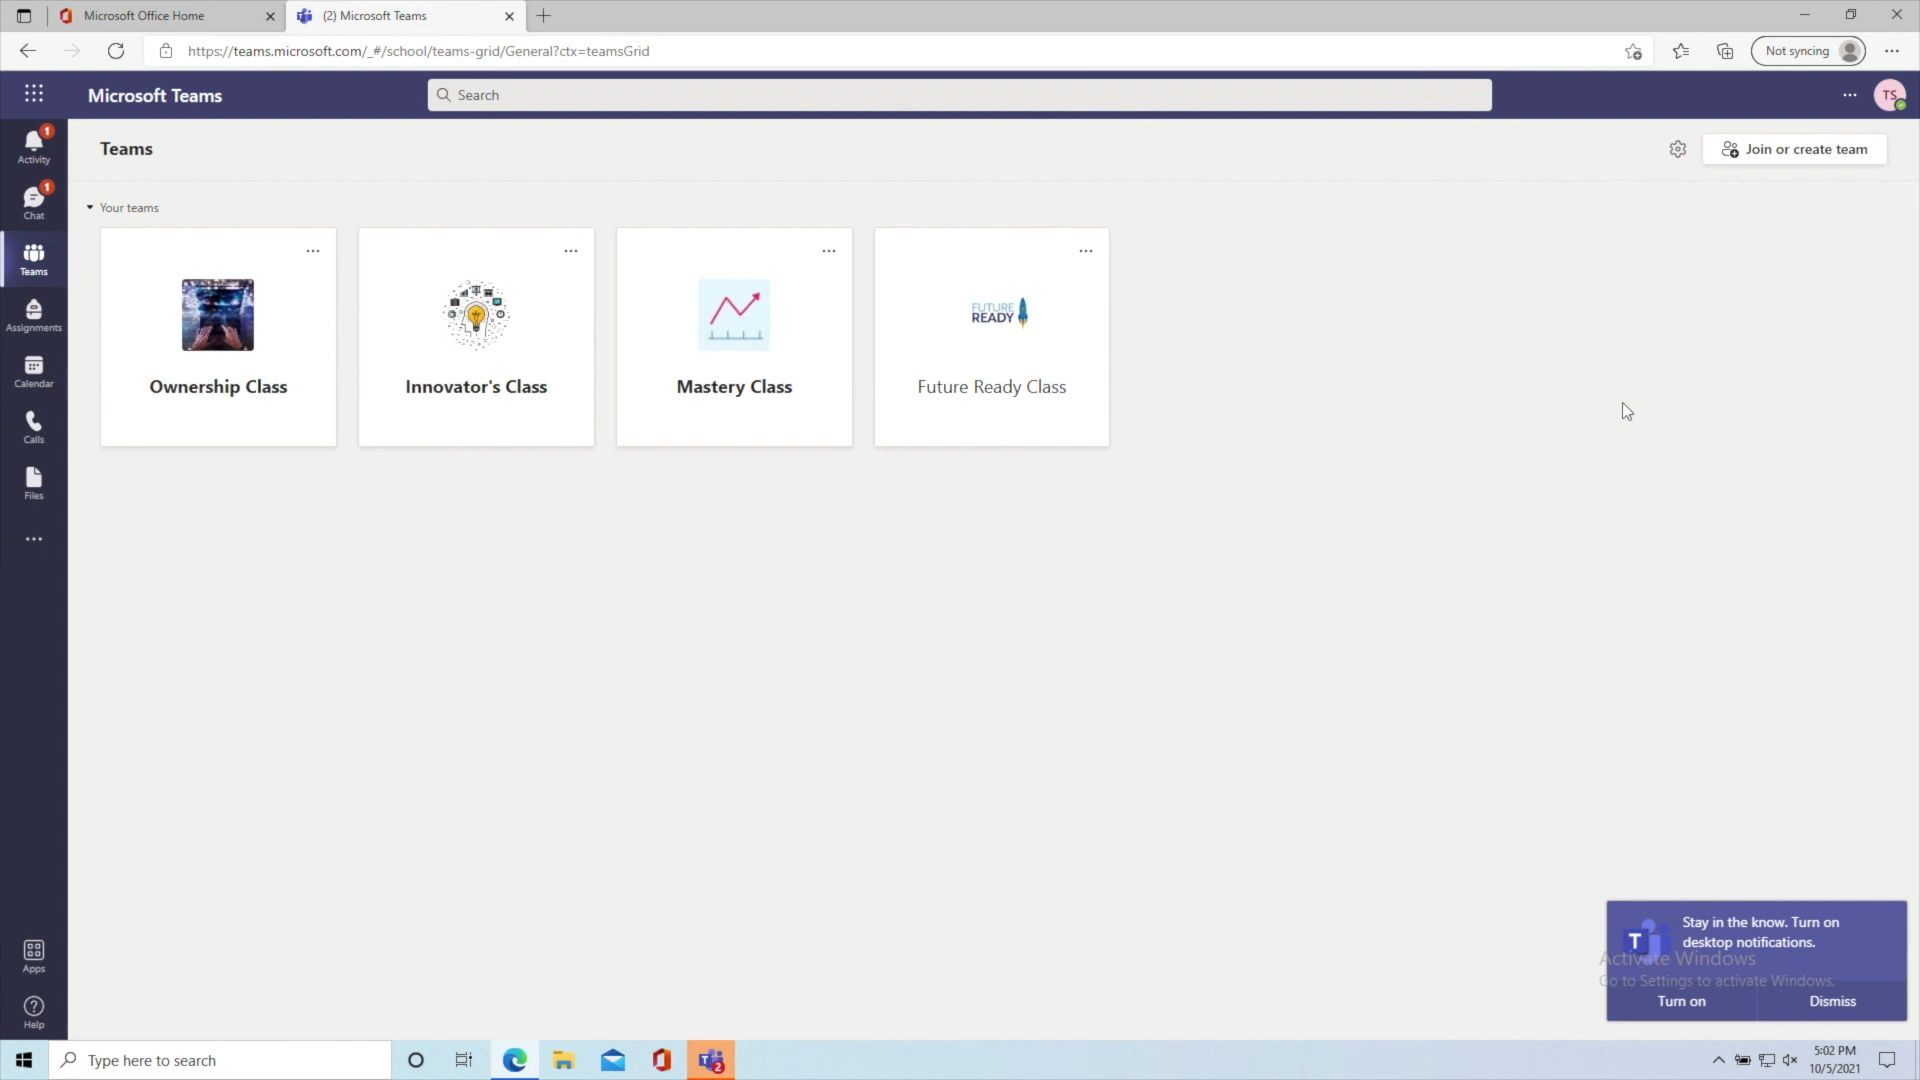 Microsoft Office Home
(2) Microsoft Teams
https://teams.microsoft.com/_#/school/teams-grid/General?ctx=teamsGrid
Not syncing
Microsoft Teams
Search
TS
1
Activity
1
Chat
Teams
Assignments
Calendar
Calls
Files
Apps
Help
Teams
Join or create team
Your teams
Ownership Class
Innovator's Class
Mastery Class
FUTURE
READY
Future Ready Class
T
Stay in the know. Turn on
desktop notifications.
Activate Windows
Go to Settings to activate Windows.
Turn on
Dismiss
Type here to search
T
2
5:02 PM
10/5/2021